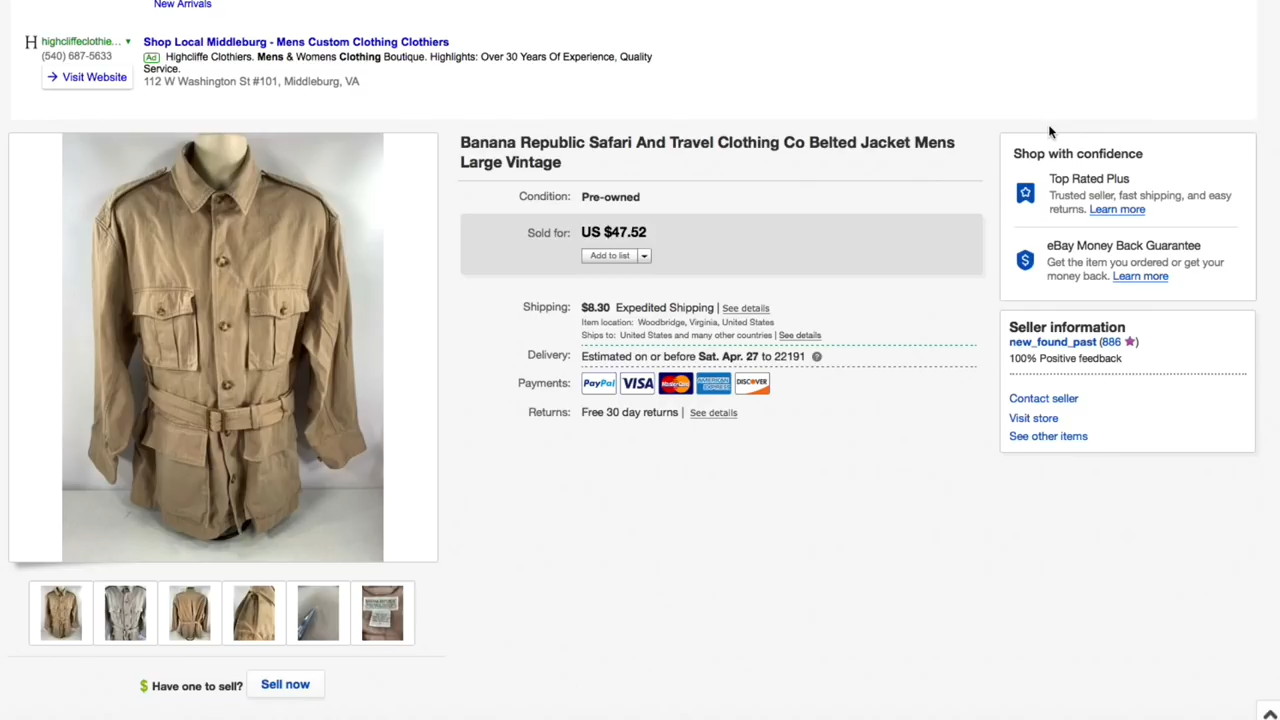 New Arrivals
H highcliffeclothie...
(540) 687-5633
Visit Website
Shop Local Middleburg - Mens Custom Clothing Clothiers
Ad Highcliffe Clothiers. Mens & Womens Clothing Boutique. Highlights: Over 30 Years Of Experience, Quality
Service.
112 W Washington St #101, Middleburg, VA
Banana Republic Safari And Travel Clothing Co Belted Jacket Mens
Large Vintage
Condition: Pre-owned
Sold for: US $47.52
Add to list
Shipping: $8.30 Expedited Shipping | See details
Item location: Woodbridge, Virginia, United States
Ships to: United States and many other countries | See details
Delivery: Estimated on or before Sat. Apr. 27 to 22191 ?
Payments: PayPal VISA MasterCard AMERICAN EXPRESS DISCOVER
Returns: Free 30 day returns | See details
Shop with confidence
Top Rated Plus
Trusted seller, fast shipping, and easy
returns. Learn more
eBay Money Back Guarantee
Get the item you ordered or get your
money back. Learn more
Seller information
new_found_past (886 )
100% Positive feedback
Contact seller
Visit store
See other items
$ Have one to sell? Sell now